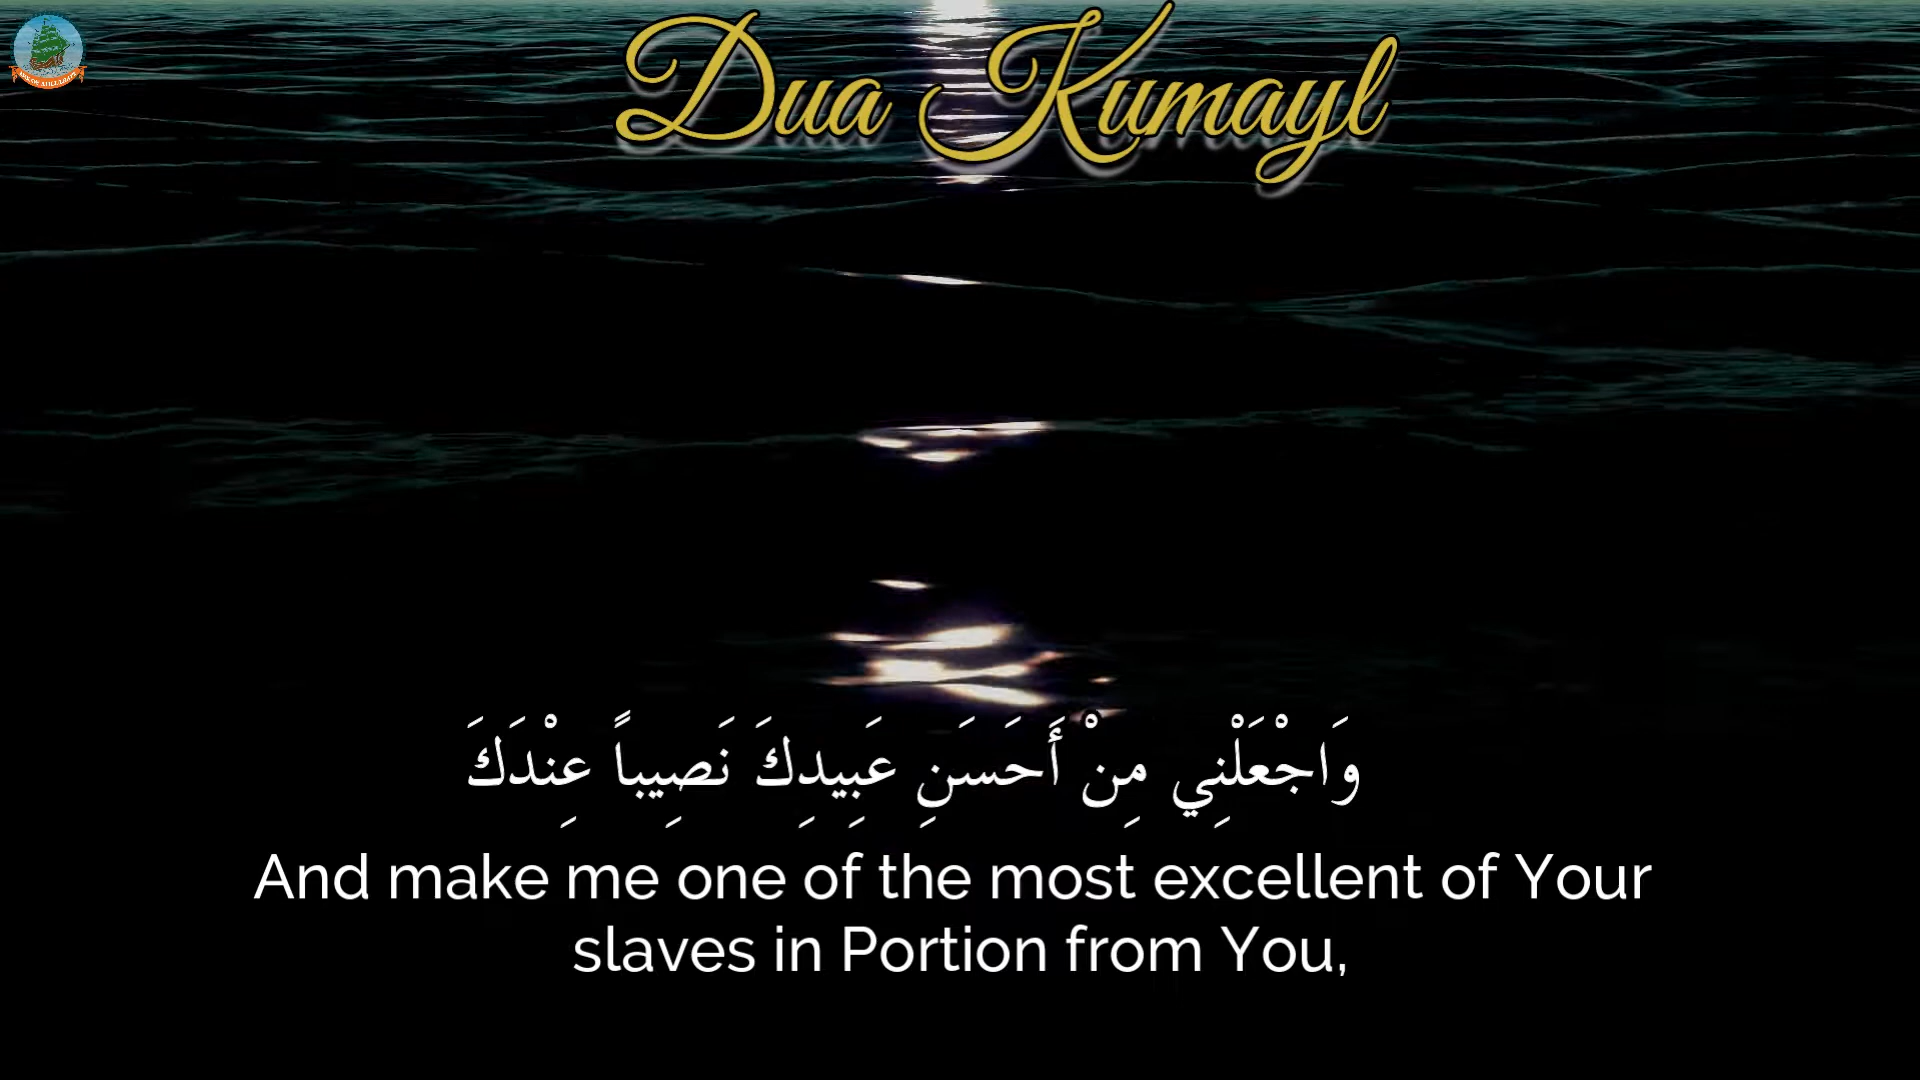 Dua Kumayl
وَاجْعَلْنِي مِنْ أَحَسَنِ عَبِيدِكَ نَصِيباً عِنْدَكَ
And make me one of the most excellent of Your
slaves in Portion from You,